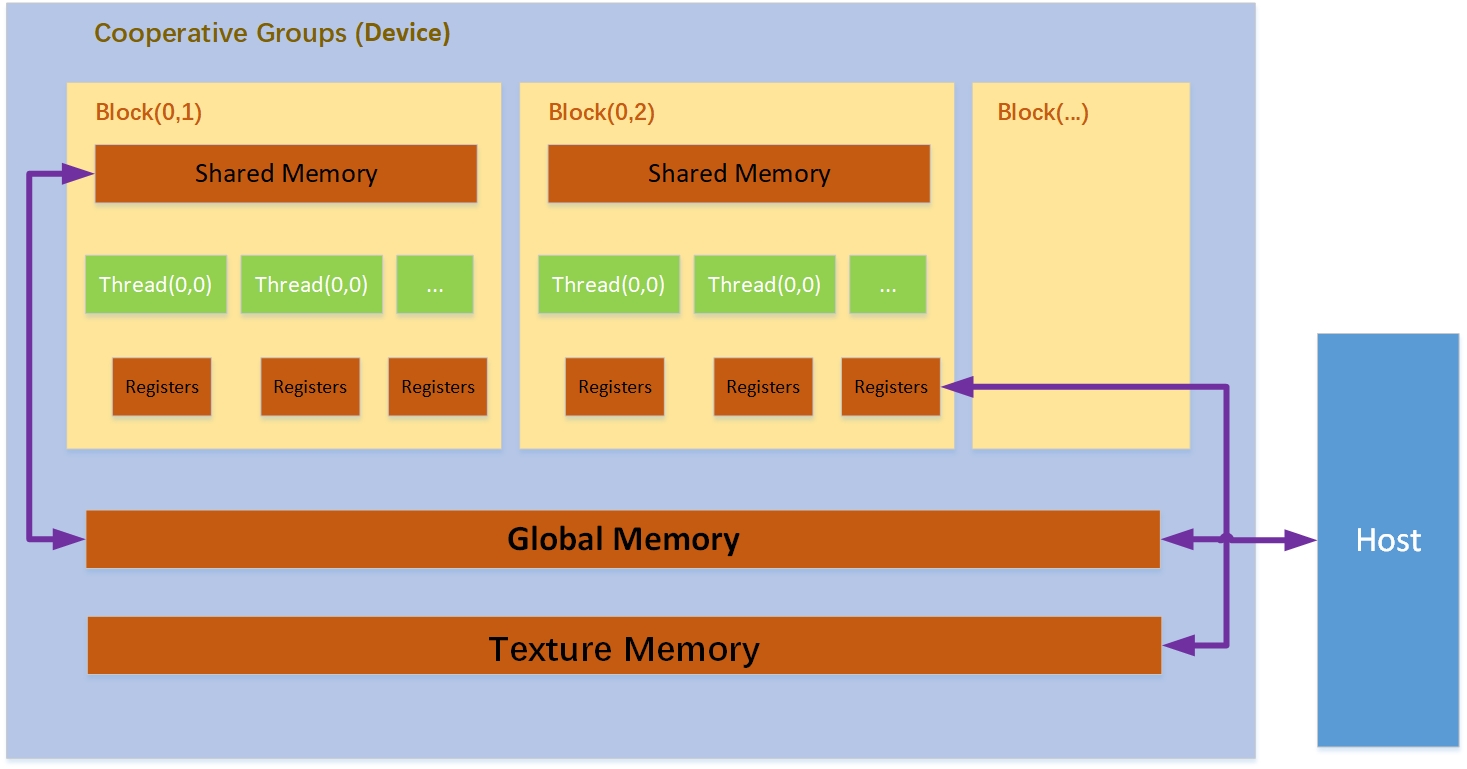 Cooperative Groups (Device)
Block(0,1)
Shared Memory
Thread(0,0)
Thread(0,0)
...
Registers
Registers
Registers
Block(0,2)
Shared Memory
Thread(0,0)
Thread(0,0)
...
Registers
Registers
Registers
Block(...)
Global Memory
Texture Memory
Host